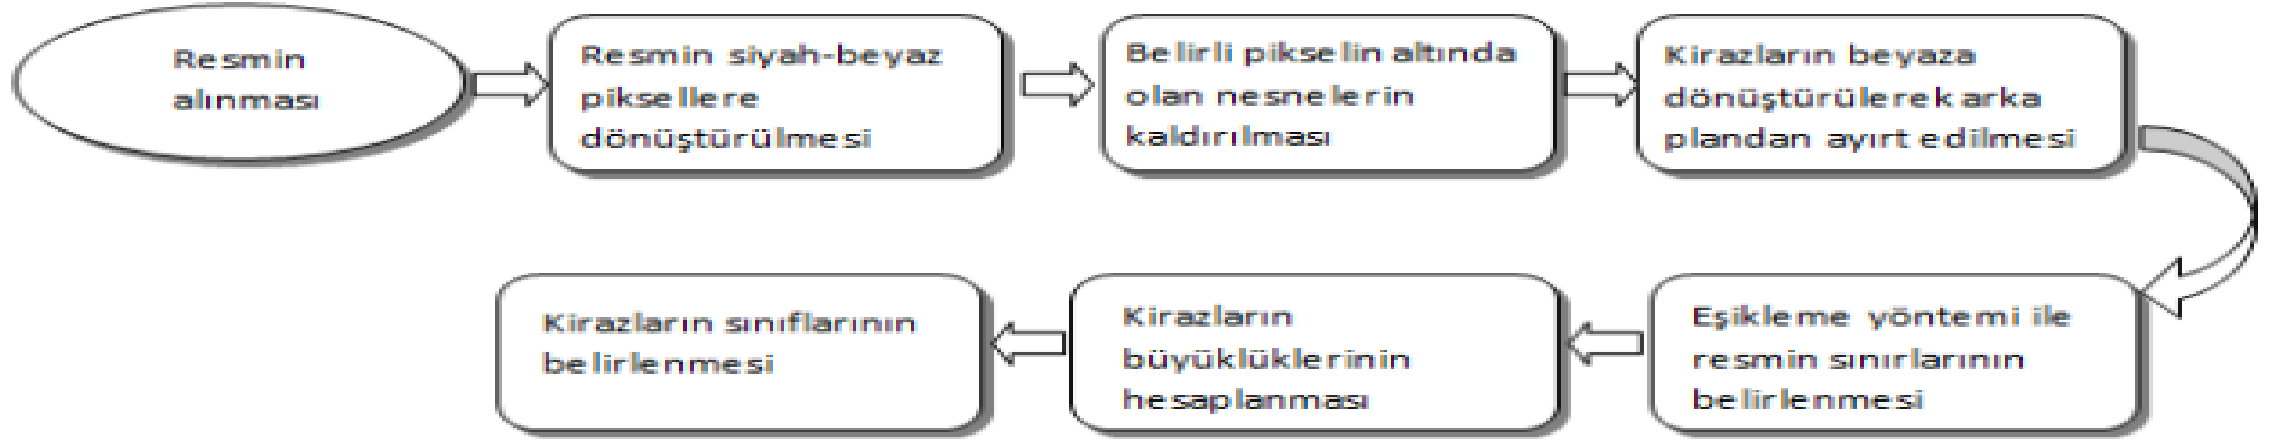 Resmin
alınması
Resmin siyah-beyaz
piksellere
dönüştürülmesi
Belirli pikselin altında
olan nesnelerin
kaldırılması
Kirazların beyaza
dönüştürülerek arka
plandan ayırt edilmesi
Eşikleme yöntemi ile
resmin sınırlarının
belirlenmesi
Kirazların
büyüklüklerinin
hesaplanması
Kirazların sınıflarının
belirlenmesi